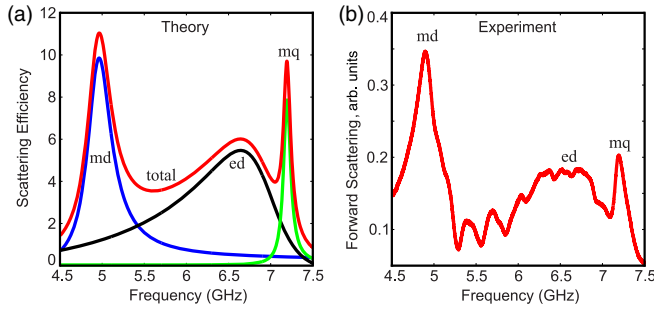 (a)
Theory
Scattering Efficiency
12
10
8
6
4
2
0
md
total
ed
mq
4.5 5 5.5 6 6.5 7 7.5
Frequency (GHz)
(b)
Experiment
Forward Scattering, arb. units
0.4
0.3
0.2
0.1
md
ed
mq
4.5 5 5.5 6 6.5 7 7.5
Frequency (GHz)